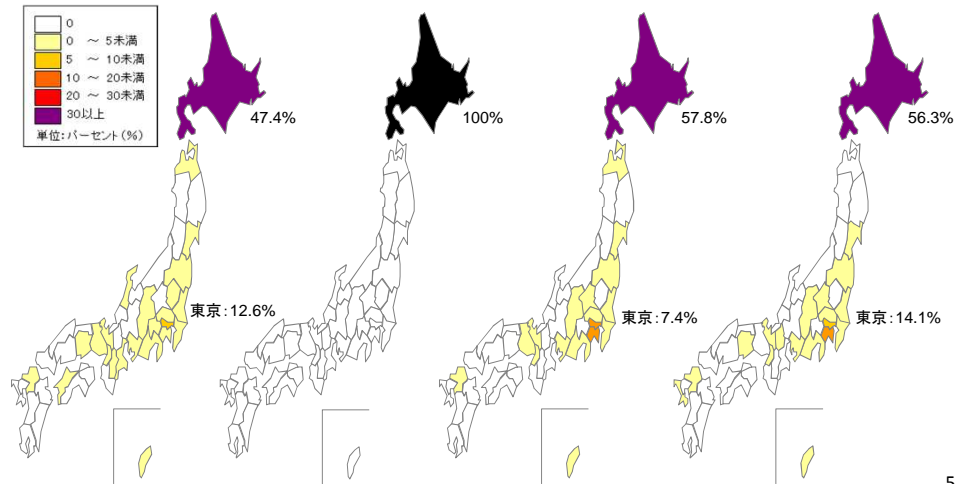 0
0 ～ 5未満
5 ～ 10未満
10 ～ 20未満
20 ～ 30未満
30以上
単位:パーセント(%)
47.4%
100%
57.8%
56.3%
東京:12.6%
東京:7.4%
東京:14.1%
5